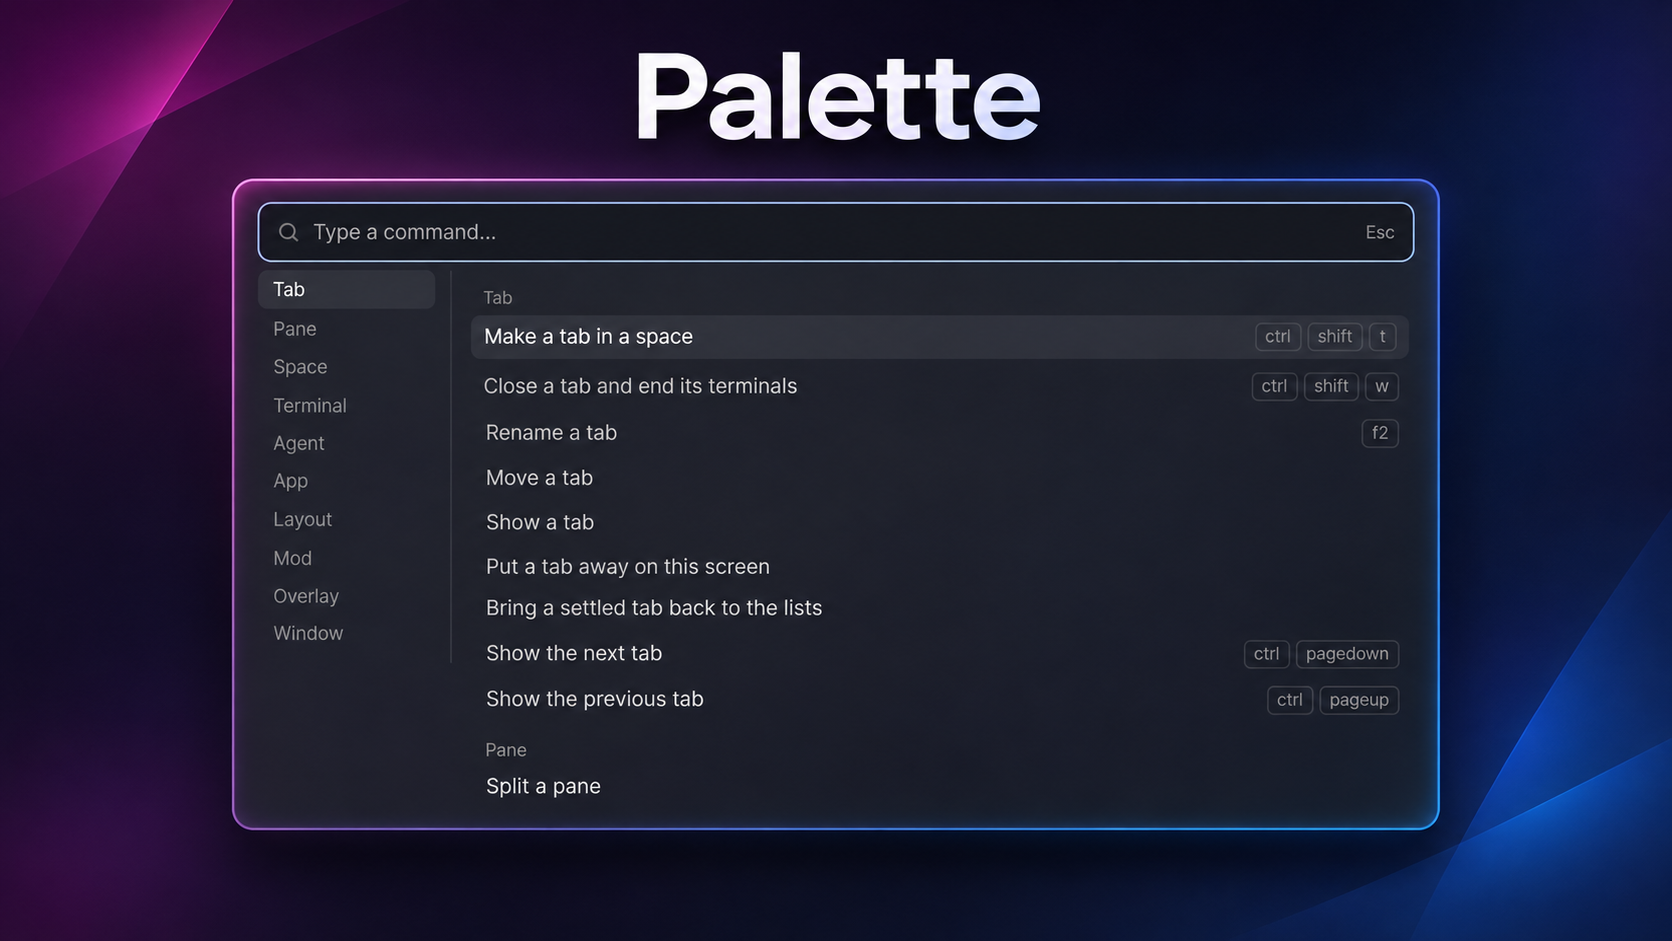 Palette
Type a command... Esc
Tab
Pane
Space
Terminal
Agent
App
Layout
Mod
Overlay
Window
Tab
Make a tab in a space ctrl shift t
Close a tab and end its terminals ctrl shift w
Rename a tab f2
Move a tab
Show a tab
Put a tab away on this screen
Bring a settled tab back to the lists
Show the next tab ctrl pagedown
Show the previous tab ctrl pageup
Pane
Split a pane